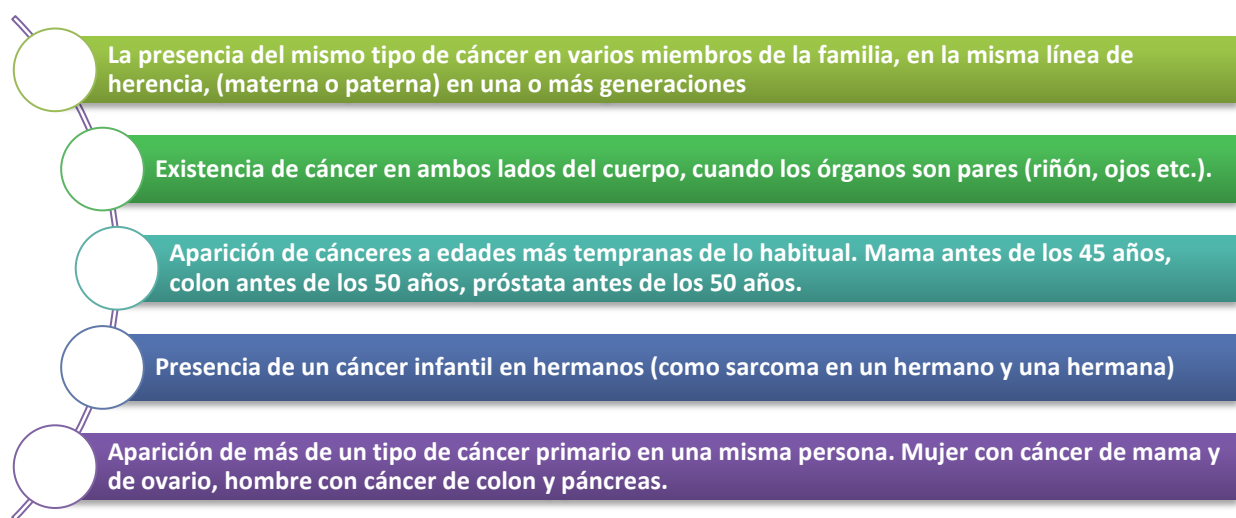 La presencia del mismo tipo de cáncer en varios miembros de la familia, en la misma línea de
herencia, (materna o paterna) en una o más generaciones
Existencia de cáncer en ambos lados del cuerpo, cuando los órganos son pares (riñón, ojos etc.).
Aparición de cánceres a edades más tempranas de lo habitual. Mama antes de los 45 años,
colon antes de los 50 años, próstata antes de los 50 años.
Presencia de un cáncer infantil en hermanos (como sarcoma en un hermano y una hermana)
Aparición de más de un tipo de cáncer primario en una misma persona. Mujer con cáncer de mama y
de ovario, hombre con cáncer de colon y páncreas.